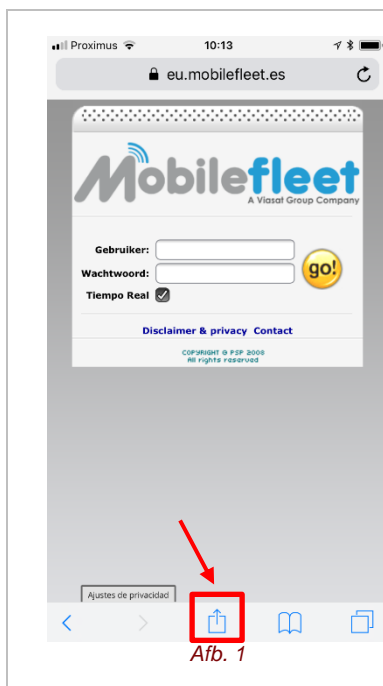 Proximus 10:13
eu.mobilefleet.es
Mobilefleet
A Viasat Group Company
Gebruiker:
Wachtwoord:
go!
Tiempo Real
Disclaimer & privacy Contact
COPYRIGHT © PSP 2008
All rights reserved
Ajustes de privacidad
Afb. 1